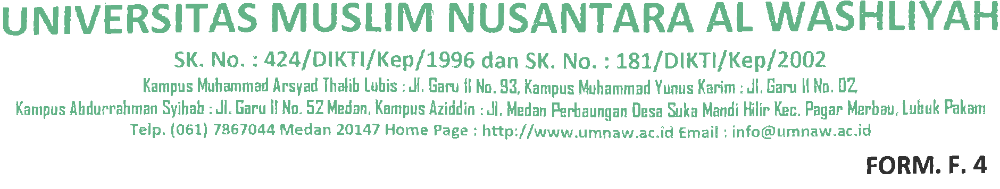 UNIVERSITAS MUSLIM NUSANTARA AL WASHLIYAH
SK. No. : 424/DIKTI/Kep/1996 dan SK. No. : 181/DIKTI/Kep/2002
Kampus Muhammad Arsyad Thalib Lubis : Jl. Garu II No. 93, Kampus Muhammad Yunus Karim : Jl. Garu II No. 02,
Kampus Abdurrahman Syihab : Jl. Garu II No. 52 Medan, Kampus Aziddin : Jl. Medan Perbaungan Desa Suka Mandi Hilir Kec. Pagar Merbau, Lubuk Pakam
Telp. (061) 7867044 Medan 20147 Home Page : http://www.umnaw.ac.id Email : info@umnaw.ac.id
FORM. F. 4